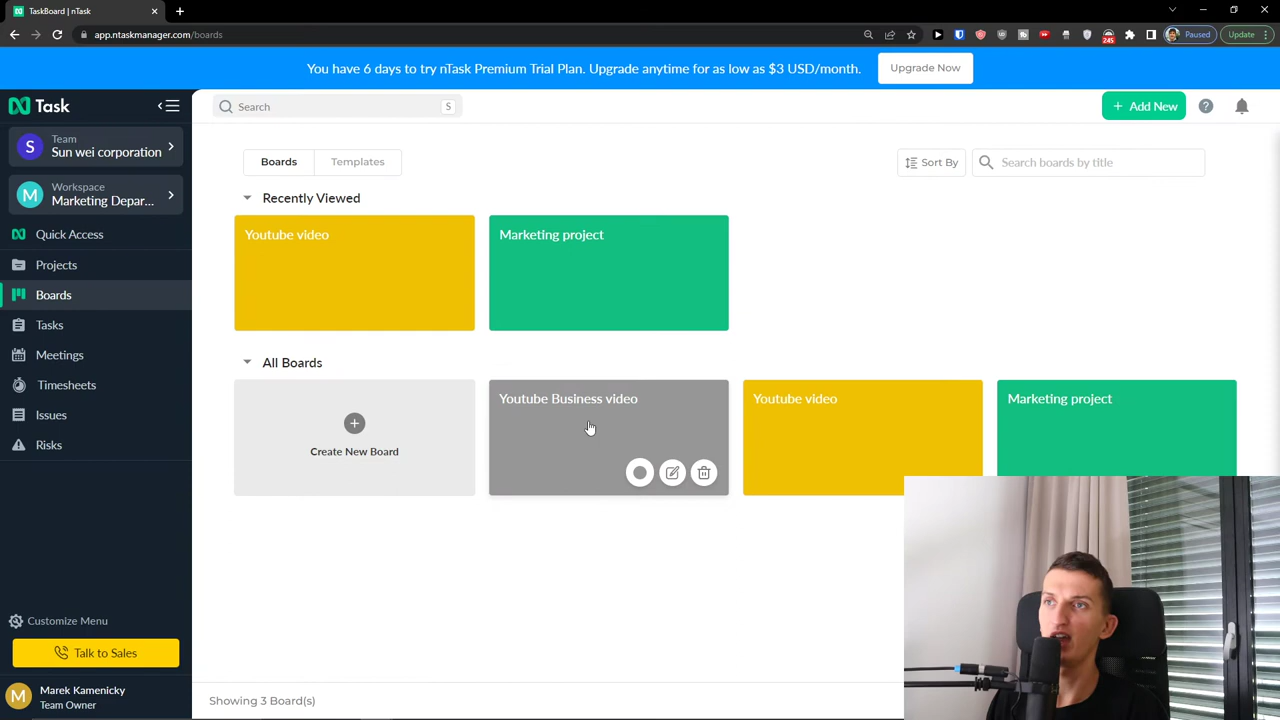 TaskBoard | nTask
app.ntaskmanager.com/boards
245
Paused
Update
You have 6 days to try nTask Premium Trial Plan. Upgrade anytime for as low as $3 USD/month.
Upgrade Now
Task
Search
S
Add New
?
S
Team
Sun wei corporation
Boards
Templates
Sort By
Search boards by title
M
Workspace
Marketing Depar...
Recently Viewed
Quick Access
Projects
Boards
Tasks
Meetings
Timesheets
Issues
Risks
Youtube video
Marketing project
All Boards
Create New Board
Youtube Business video
Youtube video
Marketing project
Customize Menu
Talk to Sales
M
Marek Kamenicky
Team Owner
Showing 3 Board(s)